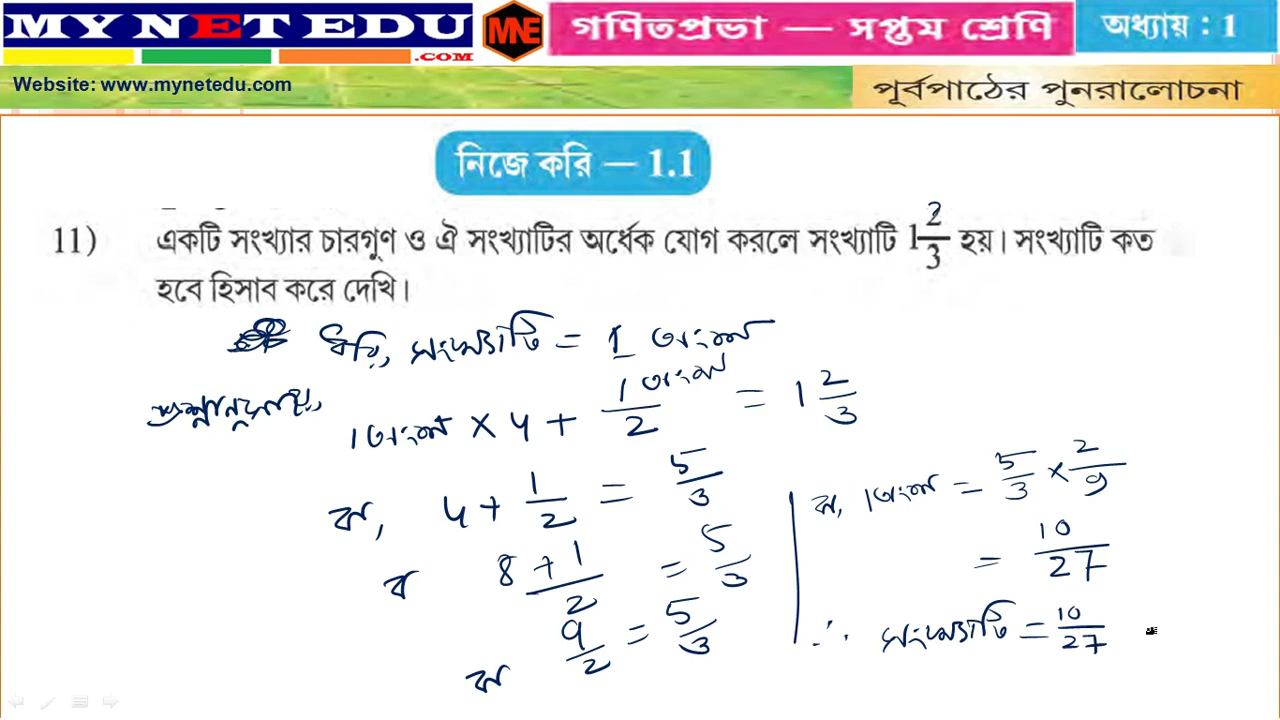 MYNETEDU
.COM
MNE
গণিতপ্রভা — সপ্তম শ্রেণি
অধ্যায় : 1
Website: www.mynetedu.com
পূর্বপাঠের পুনরালোচনা
নিজে করি — 1.1
11) একটি সংখ্যার চারগুণ ও ঐ সংখ্যাটির অর্ধেক যোগ করলে সংখ্যাটি 1 2/3 হয়। সংখ্যাটি কত
হবে হিসাব করে দেখি।
ধরি, সংখ্যাটি = 1 অংশ
প্রশ্নানুসারে,
1 অংশ × 4 + 1 অংশ/2 = 1 2/3
বা, 4 + 1/2 = 5/3
বা 8 + 1/2 = 5/3
বা 9/2 = 5/3
বা, 1 অংশ = 5/3 × 2/9
= 10/27
∴ সংখ্যাটি = 10/27